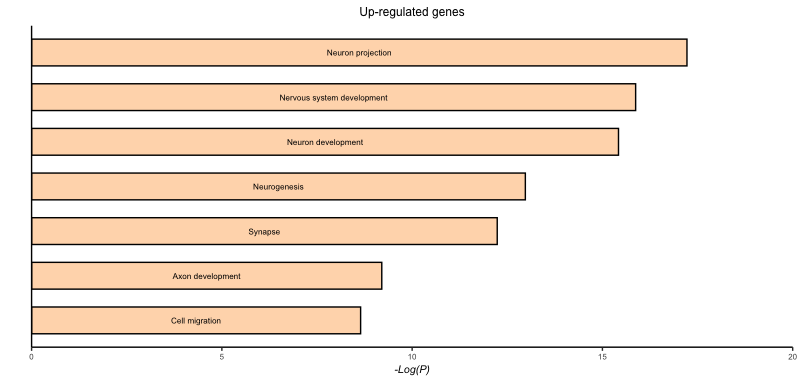 Up-regulated genes
Neuron projection
Nervous system development
Neuron development
Neurogenesis
Synapse
Axon development
Cell migration
0 5 10 15 20
-Log(P)